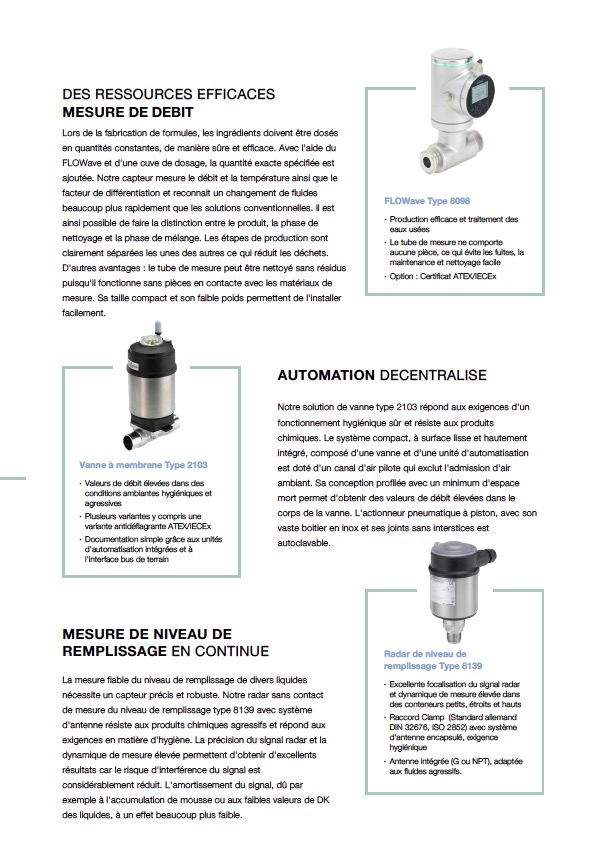 DES RESSOURCES EFFICACES
MESURE DE DEBIT
Lors de la fabrication de formules, les ingrédients doivent être dosés
en quantités constantes, de manière sûre et efficace. Avec l'aide du
FLOWave et d'une cuve de dosage, la quantité exacte spécifiée est
ajoutée. Notre capteur mesure le débit et la température ainsi que le
facteur de différentiation et reconnait un changement de fluides
beaucoup plus rapidement que les solutions conventionelles. il est
ainsi possible de faire la distinction entre le produit, la phase de
nettoyage et la phase de mélange. Les étapes de production sont
clairement séparées les unes des autres ce qui réduit les déchets.
D'autres avantages : le tube de mesure peut être nettoyé sans résidus
puisqu'il fonctionne sans pièces en contacte avec les matériaux de
mesure. Sa taille compact et son faible poids permettent de l'installer
facilement.
FLOWave Type 8098
· Production efficace et traitement des
eaux usées
· Le tube de mesure ne comporte
aucune pièce, ce qui évite les fuites, la
maintenance et nettoyage facile
· Option : Certificat ATEX/IECEx
Vanne à membrane Type 2103
· Valeurs de débit élevées dans des
conditions ambiantes hygiéniques et
agressives
· Plusieurs variantes y compris une
variante antidéflagrante ATEX/IECEx
· Documentation simple grâce aux unités
d'automatisation intégrées et à
l'interface bus de terrain
AUTOMATION DECENTRALISE
Notre solution de vanne type 2103 répond aux exigences d'un
fonctionnement hygiénique sûr et résiste aux produits
chimiques. Le système compact, à surface lisse et hautement
intégré, composé d'une vanne et d'une unité d'automatisation
est doté d'un canal d'air pilote qui exclut l'admission d'air
ambiant. Sa conception profilée avec un minimum d'espace
mort permet d'obtenir des valeurs de débit élevées dans le
corps de la vanne. L'actionneur pneumatique à piston, avec son
vaste boitier en inox et ses joints sans interstices est
autoclavable.
MESURE DE NIVEAU DE
REMPLISSAGE EN CONTINUE
La mesure fiable du niveau de remplissage de divers liquides
nécessite un capteur précis et robuste. Notre radar sans contact
de mesure du niveau de remplissage type 8139 avec système
d'antenne résiste aux produits chimiques agressifs et répond aux
exigences en matière d'hygiène. La précision du signal radar et la
dynamique de mesure élevée permettent d'obtenir d'excellents
résultats car le risque d'interférence du signal est
considérablement réduit. L'amortissement du signal, dû par
exemple à l'accumulation de mousse ou aux faibles valeurs de DK
des liquides, à un effet beaucoup plus faible.
Radar de niveau de
remplissage Type 8139
· Excellente focalisation du signal radar
et dynamique de mesure élevée dans
des conteneurs petits, étroits et hauts
· Raccord Clamp (Standard allemand
DIN 32676, ISO 2852) avec système
d'antenne encapsulé, exigence
hygiénique
· Antenne intégrée (G ou NPT), adaptée
aux fluides agressifs.